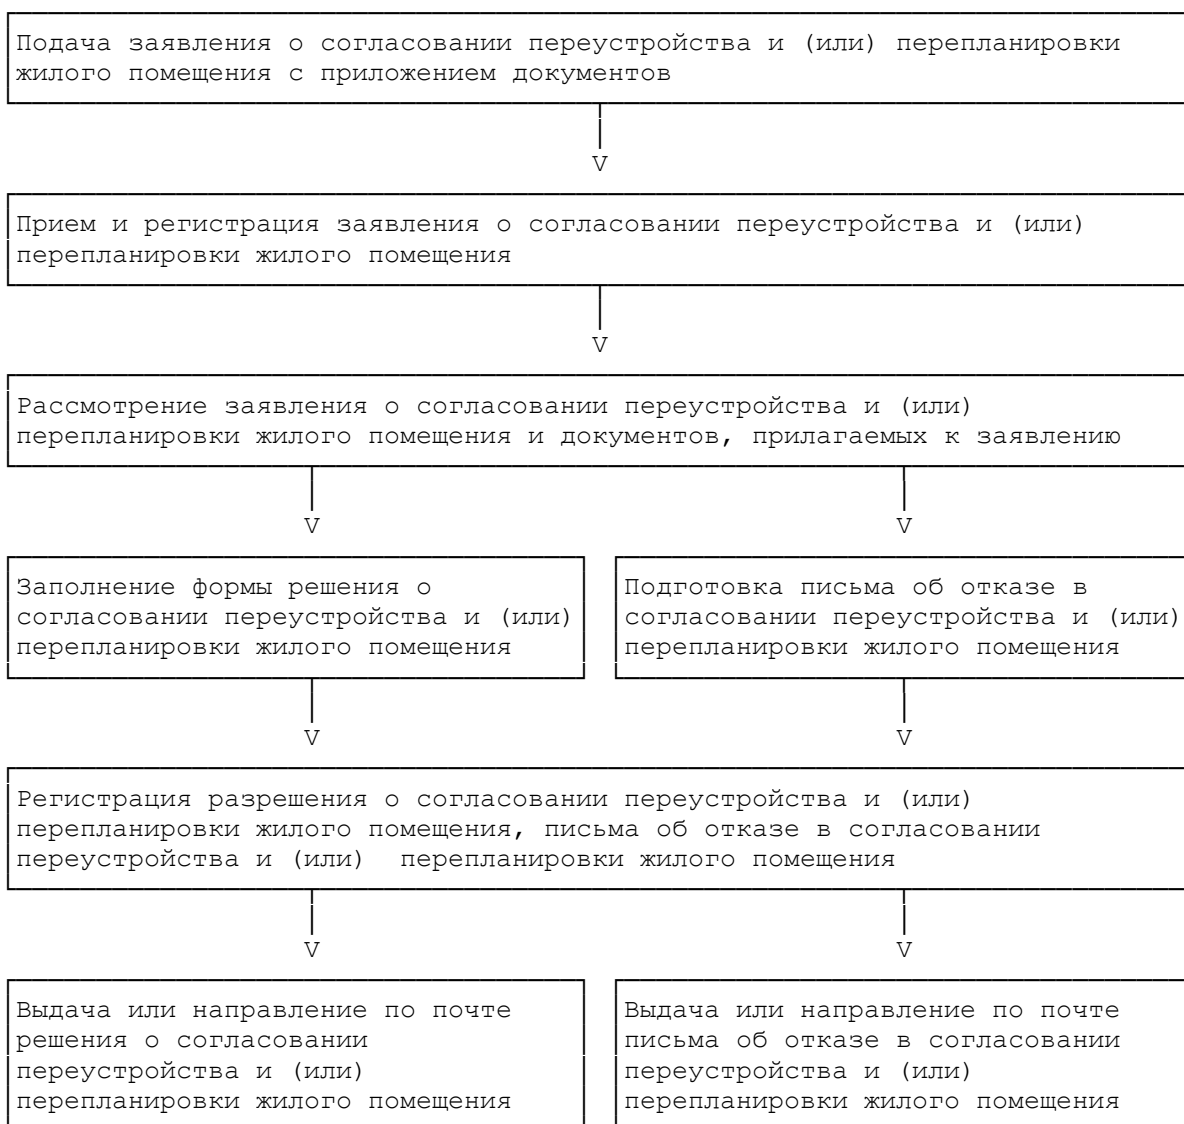 Подача заявления о согласовании переустройства и (или) перепланировки
жилого помещения с приложением документов
V
Прием и регистрация заявления о согласовании переустройства и (или)
перепланировки жилого помещения
V
Рассмотрение заявления о согласовании переустройства и (или)
перепланировки жилого помещения и документов, прилагаемых к заявлению
V V
Заполнение формы решения о
согласовании переустройства и (или)
перепланировки жилого помещения
Подготовка письма об отказе в
согласовании переустройства и (или)
перепланировки жилого помещения
V V
Регистрация разрешения о согласовании переустройства и (или)
перепланировки жилого помещения, письма об отказе в согласовании
переустройства и (или)  перепланировки жилого помещения
V V
Выдача или направление по почте
решения о согласовании
переустройства и (или)
перепланировки жилого помещения
Выдача или направление по почте
письма об отказе в согласовании
переустройства и (или)
перепланировки жилого помещения